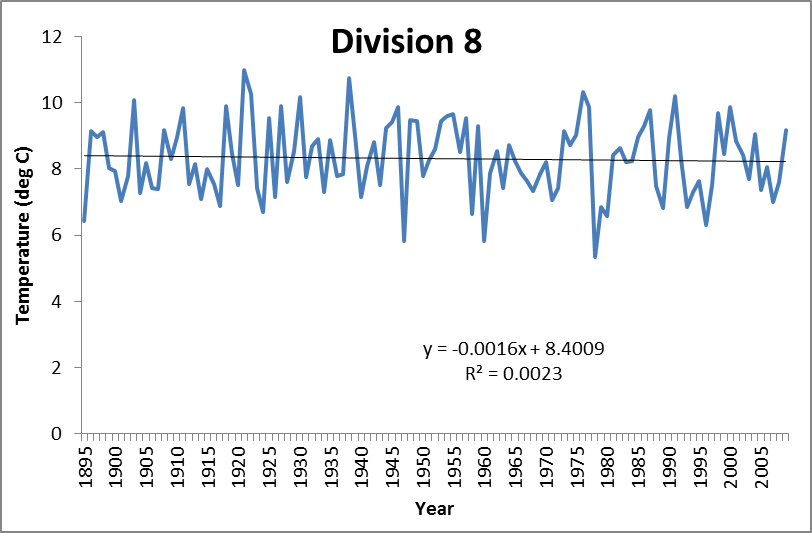 Division 8
Temperature (deg C)
12
10
8
6
4
2
0
y = -0.0016x + 8.4009
R² = 0.0023
1895 1900 1905 1910 1915 1920 1925 1930 1935 1940 1945 1950 1955 1960 1965 1970 1975 1980 1985 1990 1995 2000 2005
Year